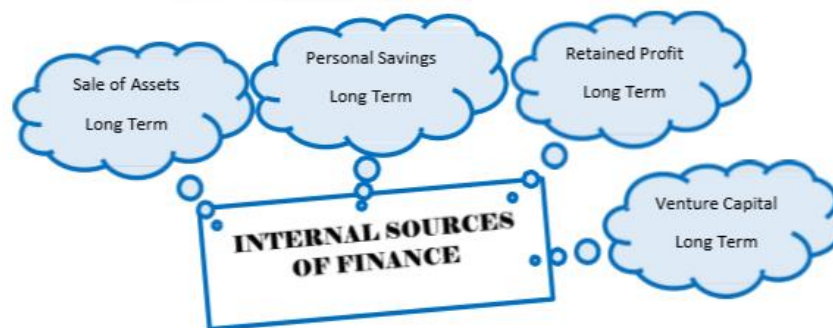 Sale of Assets
Long Term
Personal Savings
Long Term
Retained Profit
Long Term
Venture Capital
Long Term
INTERNAL SOURCES
OF FINANCE